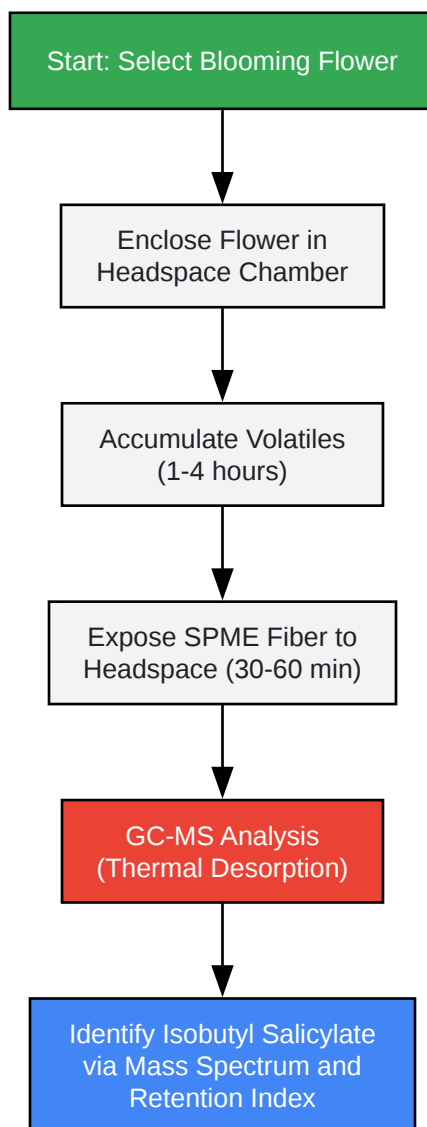 Start: Select Blooming Flower
Enclose Flower in
Headspace Chamber
Accumulate Volatiles
(1-4 hours)
Expose SPME Fiber to
Headspace (30-60 min)
GC-MS Analysis
(Thermal Desorption)
Identify Isobutyl Salicylate
via Mass Spectrum and
Retention Index